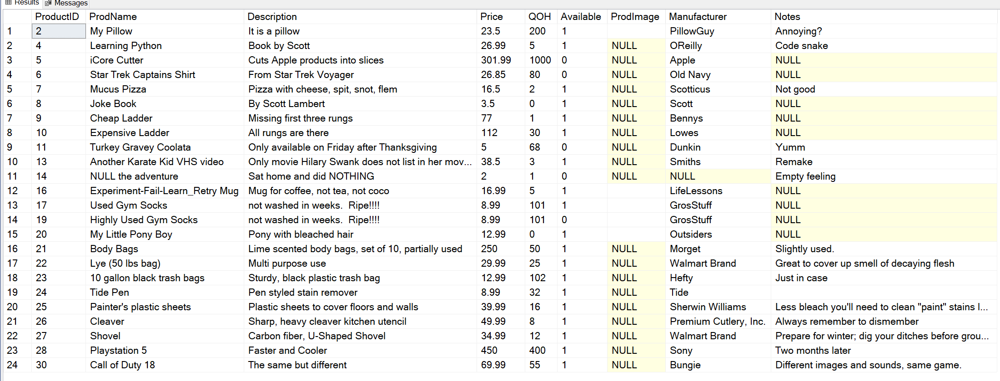 Results Messages
ProductID ProdName Description Price QOH Available ProdImage Manufacturer Notes
1 2 My Pillow It is a pillow 23.5 200 1 PillowGuy Annoying?
2 4 Learning Python Book by Scott 26.99 5 1 NULL OReilly Code snake
3 5 iCore Cutter Cuts Apple products into slices 301.99 1000 0 NULL Apple NULL
4 6 Star Trek Captains Shirt From Star Trek Voyager 26.85 80 0 NULL Old Navy NULL
5 7 Mucus Pizza Pizza with cheese, spit, snot, flem 16.5 2 1 NULL Scotticus Not good
6 8 Joke Book By Scott Lambert 3.5 0 1 NULL Scott NULL
7 9 Cheap Ladder Missing first three rungs 77 1 1 NULL Bennys NULL
8 10 Expensive Ladder All rungs are there 112 30 1 NULL Lowes NULL
9 11 Turkey Gravey Coolata Only available on Friday after Thanksgiving 5 68 0 NULL Dunkin Yumm
10 13 Another Karate Kid VHS video Only movie Hilary Swank does not list in her mov... 38.5 3 1 NULL Smiths Remake
11 14 NULL the adventure Sat home and did NOTHING 2 1 0 NULL NULL Empty feeling
12 16 Experiment-Fail-Learn_Retry Mug Mug for coffee, not tea, not coco 16.99 5 1 LifeLessons NULL
13 17 Used Gym Socks not washed in weeks.  Ripe!!!! 8.99 101 1 GrosStuff NULL
14 19 Highly Used Gym Socks not washed in weeks.  Ripe!!!! 8.99 101 0 GrosStuff NULL
15 20 My Little Pony Boy Pony with bleached hair 12.99 0 1 Outsiders NULL
16 21 Body Bags Lime scented body bags, set of 10, partially used 250 50 1 NULL Morget Slightly used.
17 22 Lye (50 lbs bag) Multi purpose use 29.99 25 1 NULL Walmart Brand Great to cover up smell of decaying flesh
18 23 10 gallon black trash bags Sturdy, black plastic trash bag 12.99 102 1 NULL Hefty Just in case
19 24 Tide Pen Pen styled stain remover 8.99 32 1 NULL Tide
20 25 Painter's plastic sheets Plastic sheets to cover floors and walls 39.99 16 1 NULL Sherwin Williams Less bleach you'll need to clean "paint" stains l...
21 26 Cleaver Sharp, heavy cleaver kitchen utencil 49.99 8 1 NULL Premium Cutlery, Inc. Always remember to dismember
22 27 Shovel Carbon fiber, U-Shaped Shovel 34.99 12 1 NULL Walmart Brand Prepare for winter; dig your ditches before grou...
23 28 Playstation 5 Faster and Cooler 450 400 1 NULL Sony Two months later
24 30 Call of Duty 18 The same but different 69.99 55 1 NULL Bungie Different images and sounds, same game.